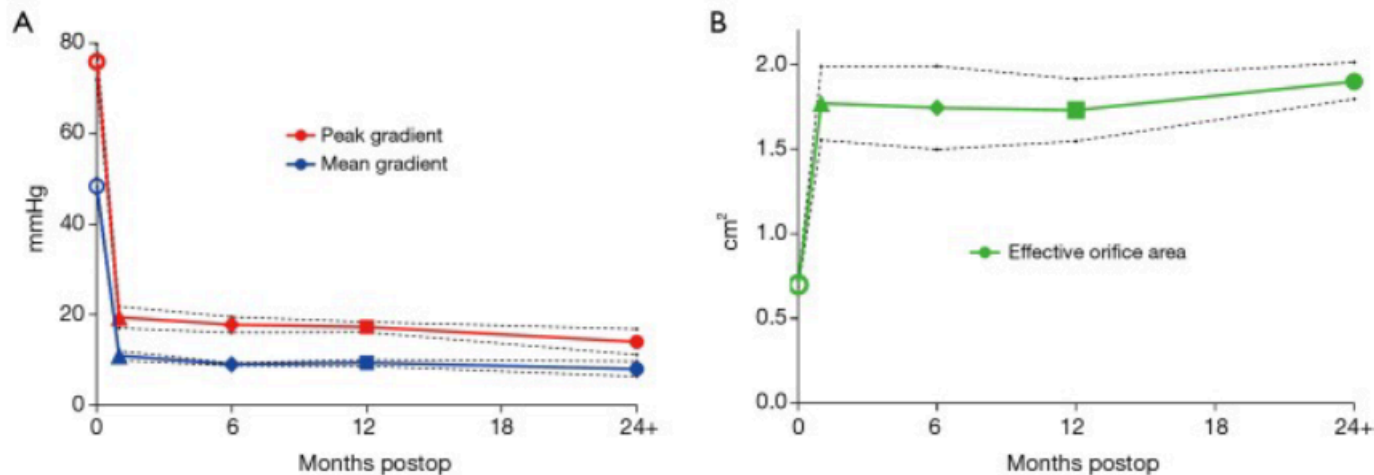 A
80
60
40
20
0
mmHg
Peak gradient
Mean gradient
0 6 12 18 24+
Months postop
B
2.0
1.5
1.0
0.5
0.0
cm²
Effective orifice area
0 6 12 18 24+
Months postop